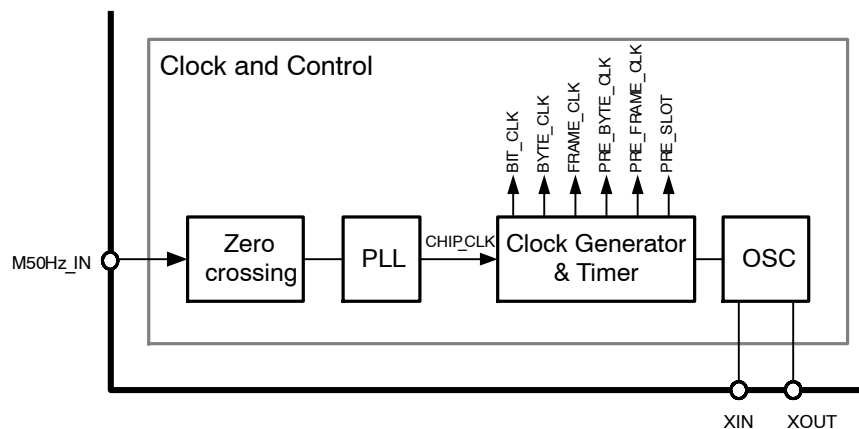 Clock and Control
BIT_CLK
BYTE_CLK
FRAME_CLK
PRE_BYTE_CLK
PRE_FRAME_CLK
PRE_SLOT
M50Hz_IN
Zero
crossing
PLL
CHIP_CLK
Clock Generator
& Timer
OSC
XIN
XOUT